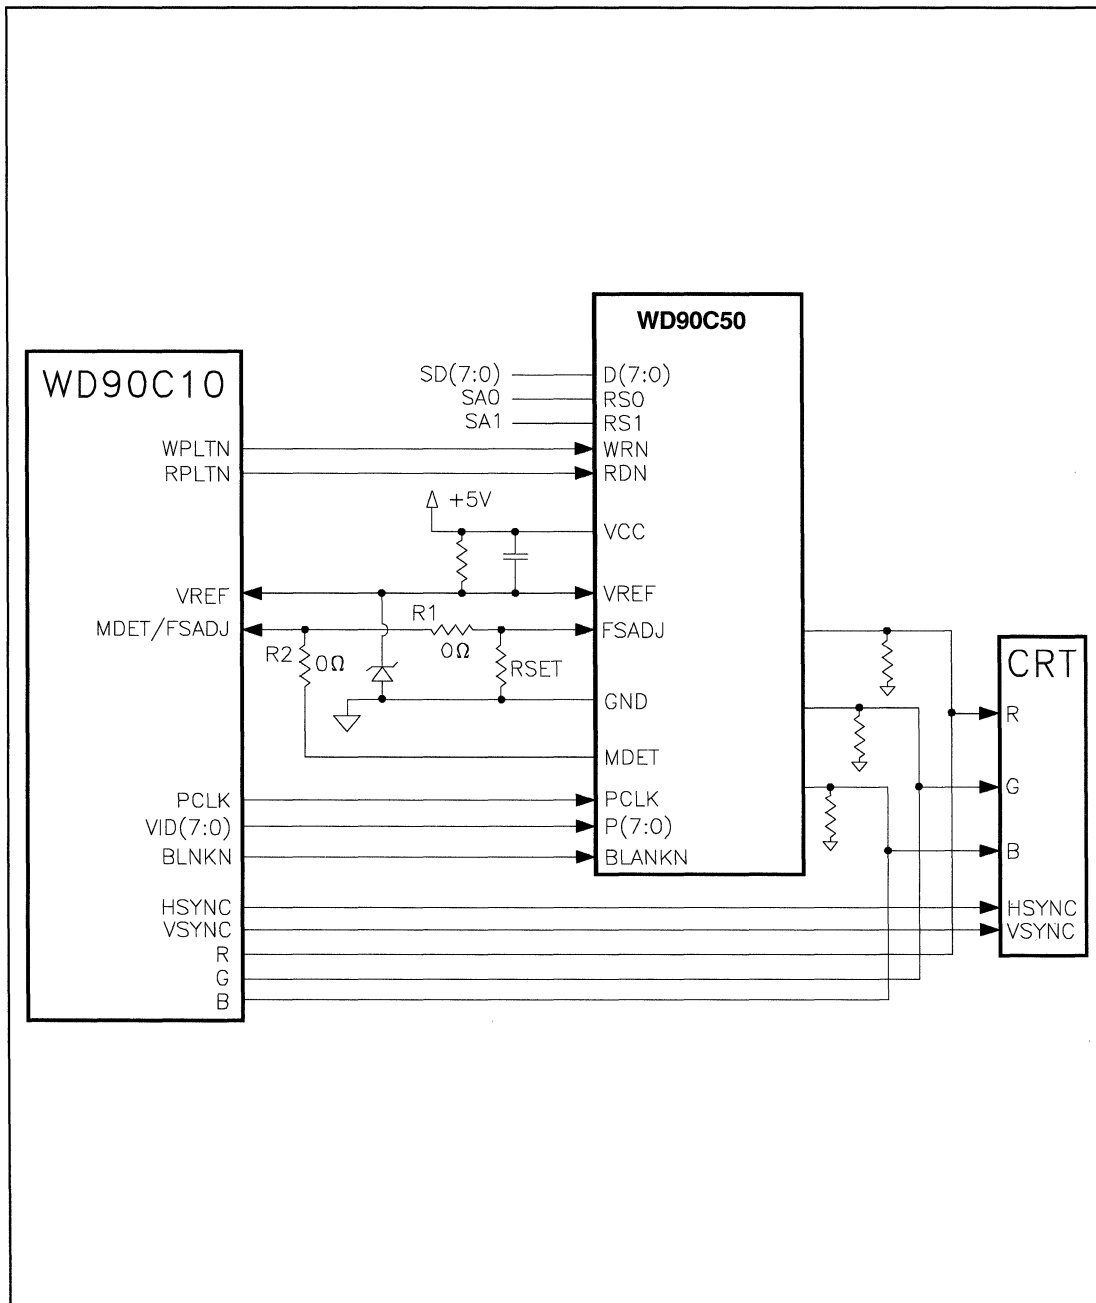 WD90C50
WD90C10
SD(7:0)
D(7:0)
SA0
RS0
SA1
RS1
WPLTN
WRN
RPLTN
RDN
+5V
VCC
VREF
VREF
R1
MDET/FSADJ
FSADJ
R2
0Ω
0Ω
RSET
CRT
GND
R
MDET
G
PCLK
PCLK
VID(7:0)
P(7:0)
BLNKN
BLANKN
B
HSYNC
HSYNC
VSYNC
VSYNC
R
G
B